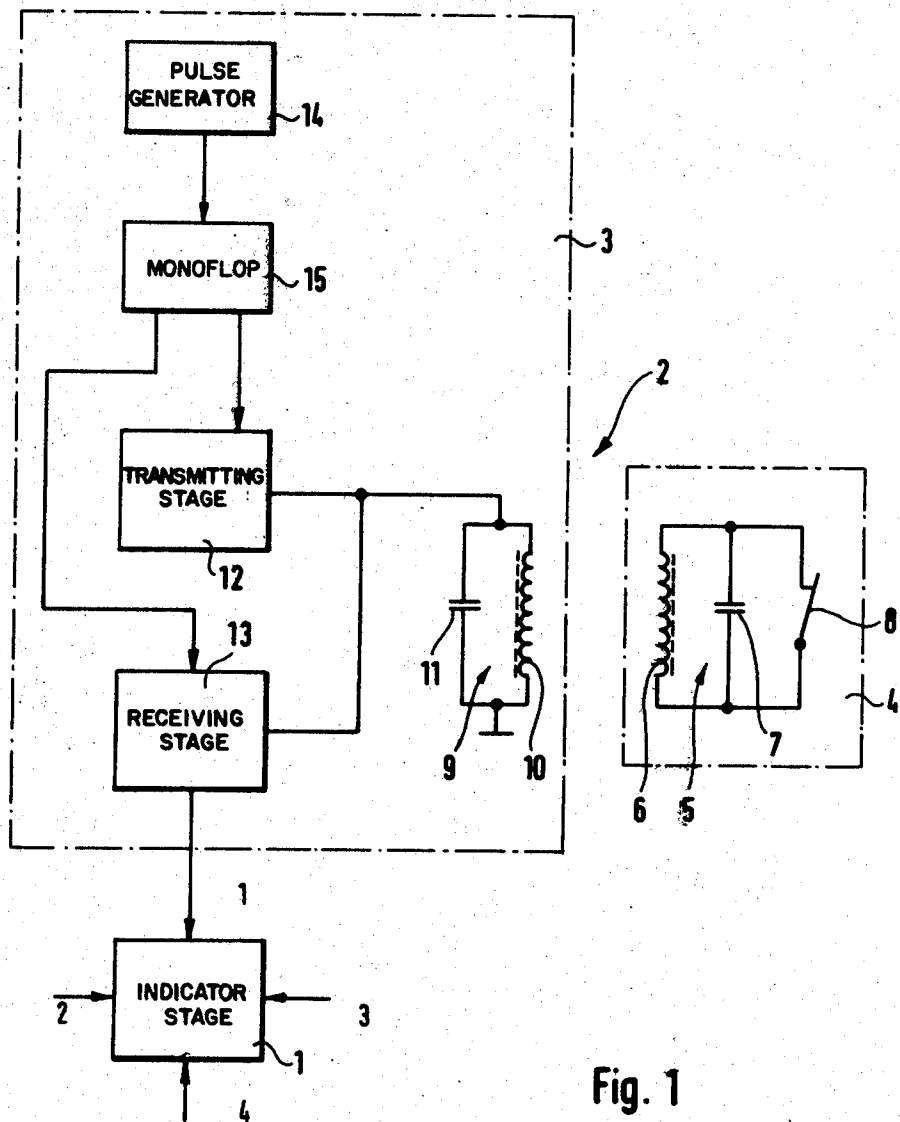 PULSE
GENERATOR
14
3
MONOFLOP
15
2
TRANSMITTING
STAGE
12
13
11
8
4
RECEIVING
STAGE
9
10
7
6
5
1
INDICATOR
STAGE
2
3
1
4
Fig. 1